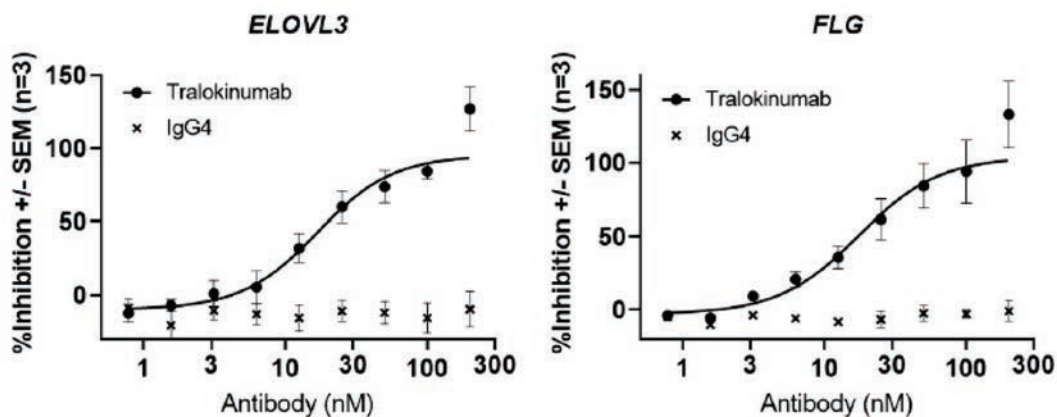 ELOVL3
%Inhibition +/- SEM (n=3)
150
100
50
0
Tralokinumab
IgG4
1 3 10 30 100 300
Antibody (nM)
FLG
%Inhibition +/- SEM (n=3)
150
100
50
0
Tralokinumab
IgG4
1 3 10 30 100 300
Antibody (nM)